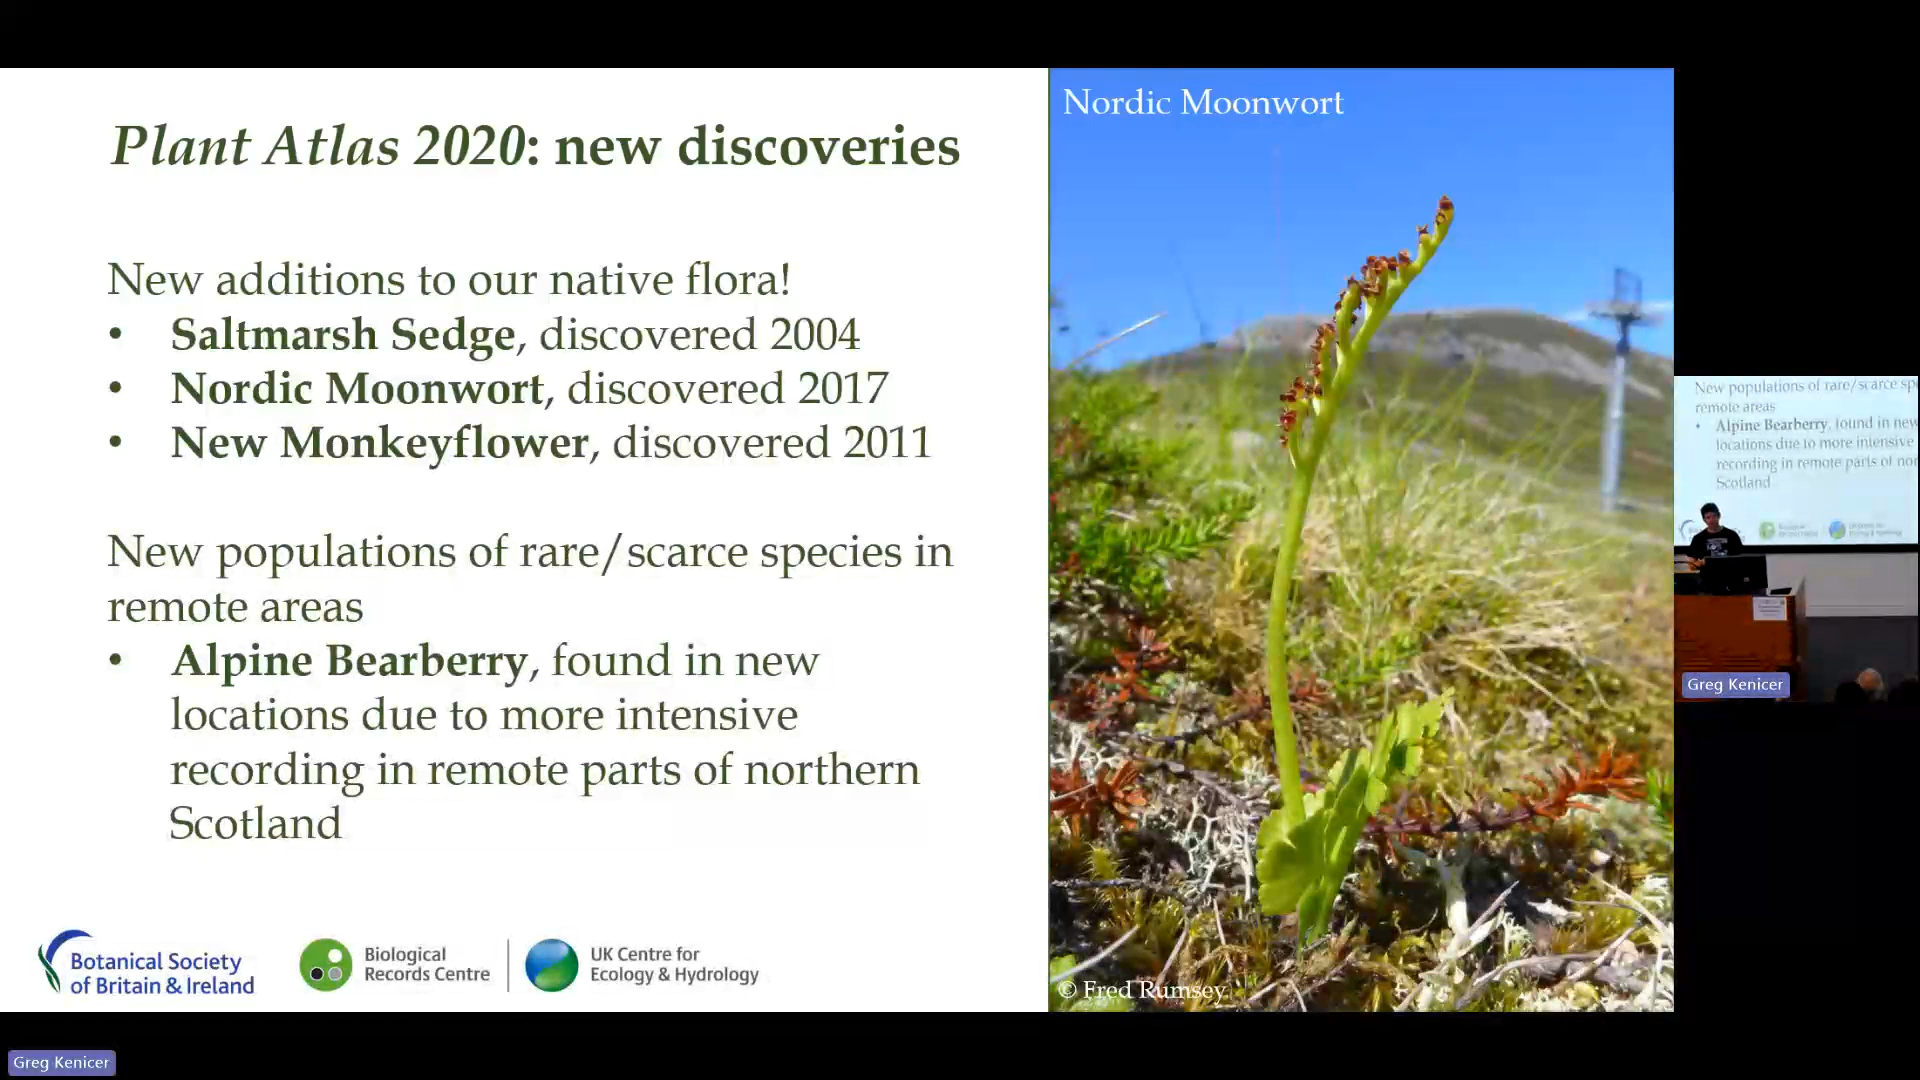 Plant Atlas 2020: new discoveries
New additions to our native flora!
• Saltmarsh Sedge, discovered 2004
• Nordic Moonwort, discovered 2017
• New Monkeyflower, discovered 2011
New populations of rare/scarce species in
remote areas
• Alpine Bearberry, found in new
locations due to more intensive
recording in remote parts of northern
Scotland
Botanical Society
of Britain & Ireland
Biological
Records Centre
UK Centre for
Ecology & Hydrology
Nordic Moonwort
© Fred Rumsey
New populations of rare/scarce sp
remote areas
• Alpine Bearberry, found in new
locations due to more intensive
recording in remote parts of nor
Scotland
Greg Kenicer
Greg Kenicer